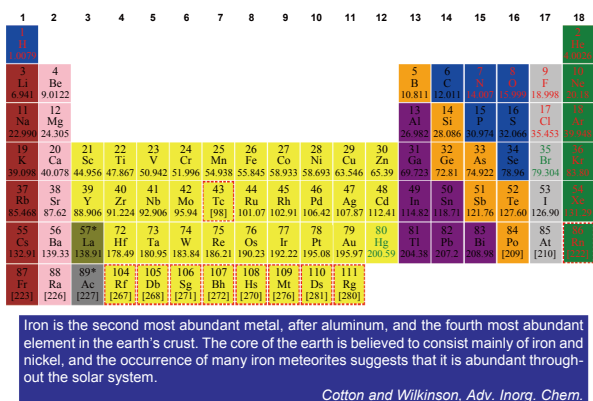 1 2 3 4 5 6 7 8 9 10 11 12 13 14 15 16 17 18
1
H He
1.0079 4.0026
3 4 5 6 7 8 9 10
Li Be B C N O F Ne
6.941 9.0122 10.811 12.011 14.007 15.999 18.998
11 12 13 14 15 16 17 18
Na Mg Al Si P S Cl Ar
22.990 24.305 26.982 28.086 30.974 32.066 35.453 39.948
19 20 21 22 23 24 25 26 27 28 29 30 31 32 33 34 35 36
K Ca Sc Ti V Cr Mn Fe Co Ni Cu Zn Ga Ge As Se Br Kr
39.098 40.078 44.956 47.867 50.942 51.996 54.938 55.845 58.933 58.693 63.546 65.39 69.723 72.81 74.922 78.96 79.304
37 38 39 40 41 42 43 44 45 46 47 48 49 50 51 52 53 54
Rb Sr Y Zr Nb Mo Tc Ru Rh Pd Ag Cd In Sn Sb Te I Xe
85.468 87.62 88.906 91.224 92.906 95.94 [98] 101.07 102.91 106.42 107.87 112.41 114.82 118.71 121.76 127.60 126.90
55 56 57* 72 73 74 75 76 77 78 79 80 81 82 83 84 85 86
Cs Ba La Hf Ta W Re Os Ir Pt Au Hg Tl Pb Bi Po At Rn
132.91 139.33 138.91 178.49 180.95 183.84 186.21 190.23 192.22 195.08 195.97 200.59 204.38 207.2 208.98 [209] [210] [222]
87 88 89* 104 105 106 107 108 109 110 111
Fr Ra Ac Rf Db Sg Bh Hs Mt Ds Rg
[223] [226] [227] [267] [268] [271] [272] [270] [276] [281] [280]
Iron is the second most abundant metal, after aluminum, and the fourth most abundant
element in the earth's crust. The core of the earth is believed to consist mainly of iron and
nickel, and the occurrence of many iron meteorites suggests that it is abundant through-
out the solar system.
Cotton and Wilkinson, Adv. Inorg. Chem.